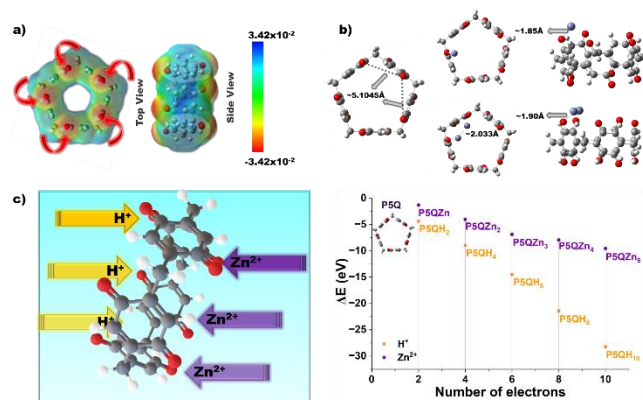 a)
Top View
Side View
3.42x10⁻²
-3.42x10⁻²
b)
~5.1045Å
~1.85Å
~2.033Å
~1.90Å
c)
H⁺
H⁺
H⁺
Zn²⁺
Zn²⁺
Zn²⁺
ΔE (eV)
0
-5
-10
-15
-20
-25
-30
P5Q
P5QZn
P5QH₂
P5QZn₂
P5QH₄
P5QZn₃
P5QH₆
P5QZn₄
P5QH₈
P5QZn₅
P5QH₁₀
H⁺
Zn²⁺
0 2 4 6 8 10
Number of electrons